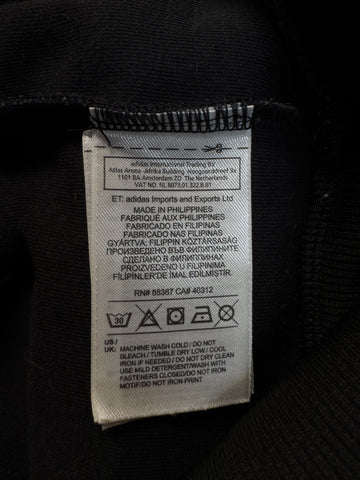 adidas International Trading BV
Atlas Arena -Afrika Building Hoogoorddreef 9a
1101 BA Amsterdam ZO The Netherlands
VAT NO. NL 8073.01.322.B.01
ET: adidas Imports and Exports Ltd
MADE IN PHILIPPINES
FABRIQUÉ AUX PHILIPPINES
FABRICADO EN FILIPINAS
FABRICADO NAS FILIPINAS
GYÁRTVA: FILIPPIN KÖZTÁRSASÁG
ПРОИЗВЕДЕНО ВЪВ ФИЛИПИНИТЕ
СДЕЛАНО В ФИЛИППИНАХ
FİLİPİNLER'DE İMAL EDİLMİŞTİR.
RN# 88387 CA# 40312
30
US /
UK: MACHINE WASH COLD / DO NOT
BLEACH / TUMBLE DRY LOW / COOL
IRON IF NEEDED / DO NOT DRY CLEAN
USE MILD DETERGENT/WASH WITH
FASTENERS CLOSED/DO NOT IRON
MOTIF/DO NOT IRON PRINT